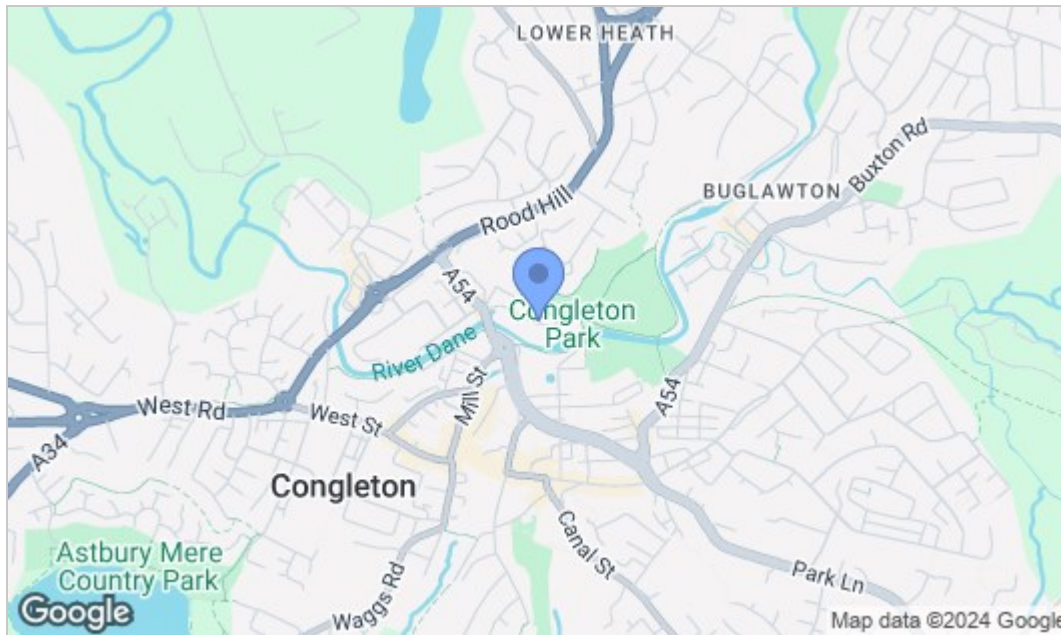 LOWER HEATH
Buxton Rd
BUGLAWTON
Rood Hill
A54
Congleton
Park
River Dane
Mill St
A54
West Rd
West St
A34
Congleton
Canal St
Astbury Mere
Country Park
Park Ln
Waggs Rd
Google
Map data ©2024 Google